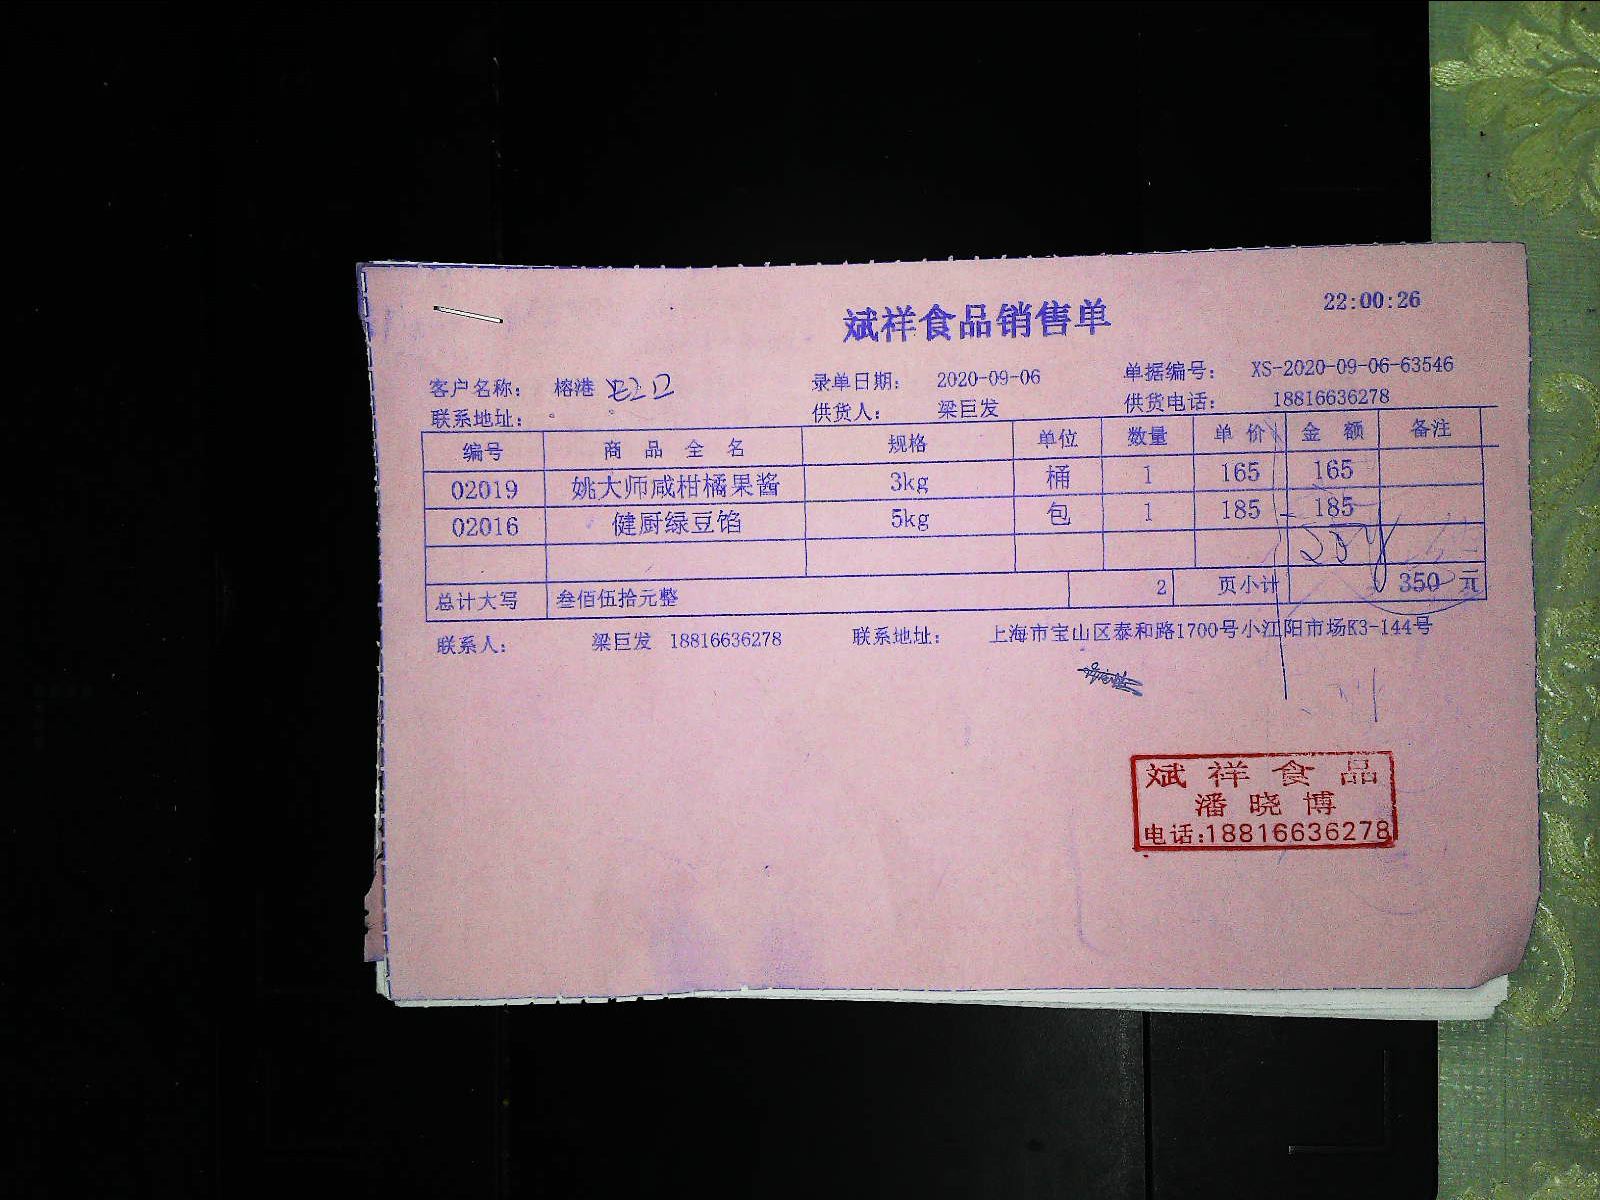 22:00:26
斌祥食品销售单
客户名称： 榕港 录单日期： 2020-09-06 单据编号： XS-2020-09-06-63546
联系地址： 供货人： 梁巨发 供货电话： 18816636278
编号 商品全名 规格 单位 数量 单价 金额 备注
02019 姚大师咸柑橘果酱 3kg 桶 1 165 165
02016 健厨绿豆馅 5kg 包 1 185 185
总计大写 叁佰伍拾元整 2 页小计 350 元
联系人： 梁巨发 18816636278 联系地址： 上海市宝山区泰和路1700号小江阳市场K3-144号
斌祥食品
潘晓博
电话:18816636278